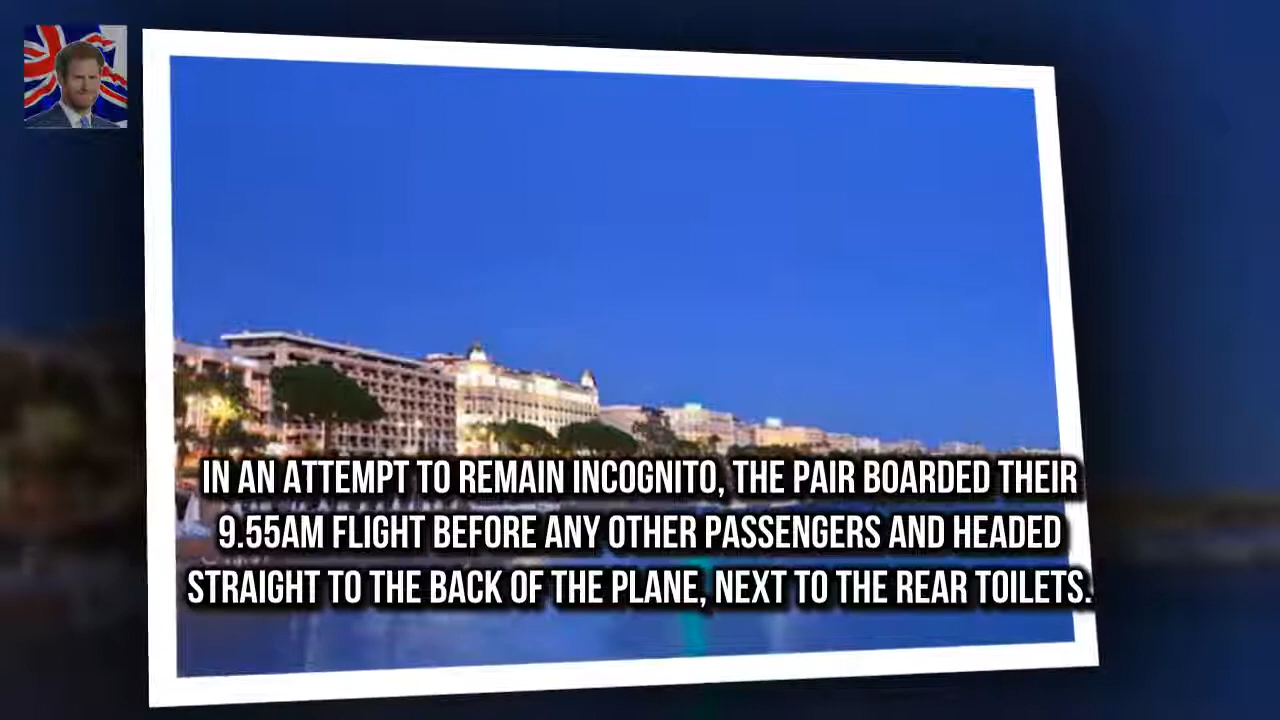 IN AN ATTEMPT TO REMAIN INCOGNITO, THE PAIR BOARDED THEIR
9.55AM FLIGHT BEFORE ANY OTHER PASSENGERS AND HEADED
STRAIGHT TO THE BACK OF THE PLANE, NEXT TO THE REAR TOILETS.